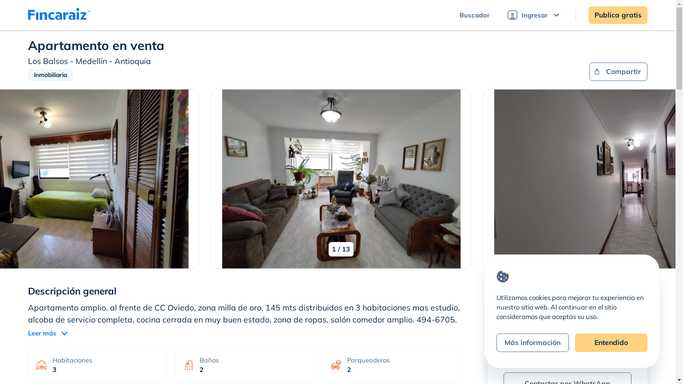 Fincaraiz
Buscador
Ingresar
Publica gratis
Apartamento en venta
Los Balsos - Medellín - Antioquia
Inmobiliaria
Compartir
1 / 13
Descripción general
Apartamento amplio, al frente de CC Oviedo, zona milla de oro, 145 mts distribuidos en 3 habitaciones mas estudio,
alcoba de servicio completa, cocina cerrada en muy buen estado, zona de ropas, salón comedor amplio. 494-6705.
Leer más
Habitaciones
3
Baños
2
Parqueaderos
2
Utilizamos cookies para mejorar tu experiencia en
nuestro sitio web. Al continuar en el sitio
consideramos que aceptas su uso.
Más información
Entendido
Contactar por WhatsApp